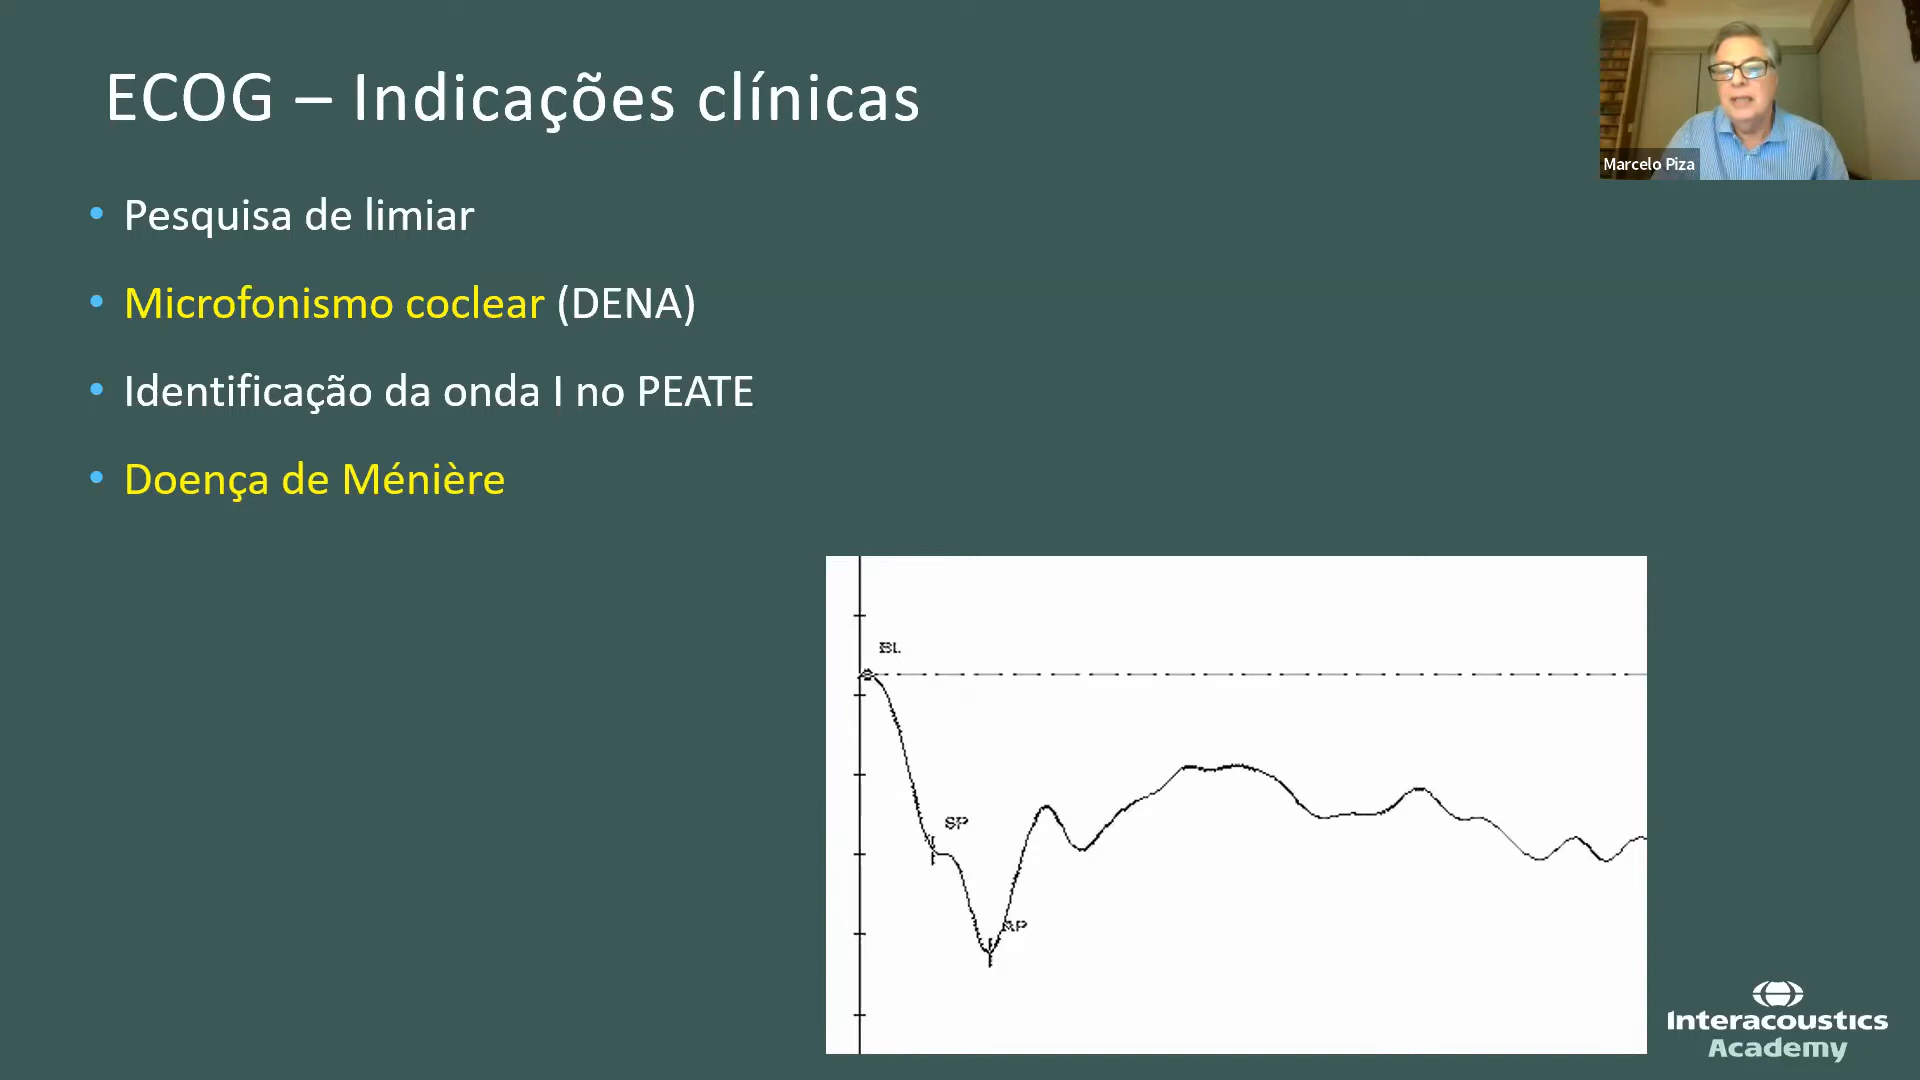 ECOG – Indicações clínicas
Marcelo Piza
• Pesquisa de limiar
• Microfonismo coclear (DENA)
• Identificação da onda I no PEATE
• Doença de Ménière
BL
SP
AP
Interacoustics
Academy